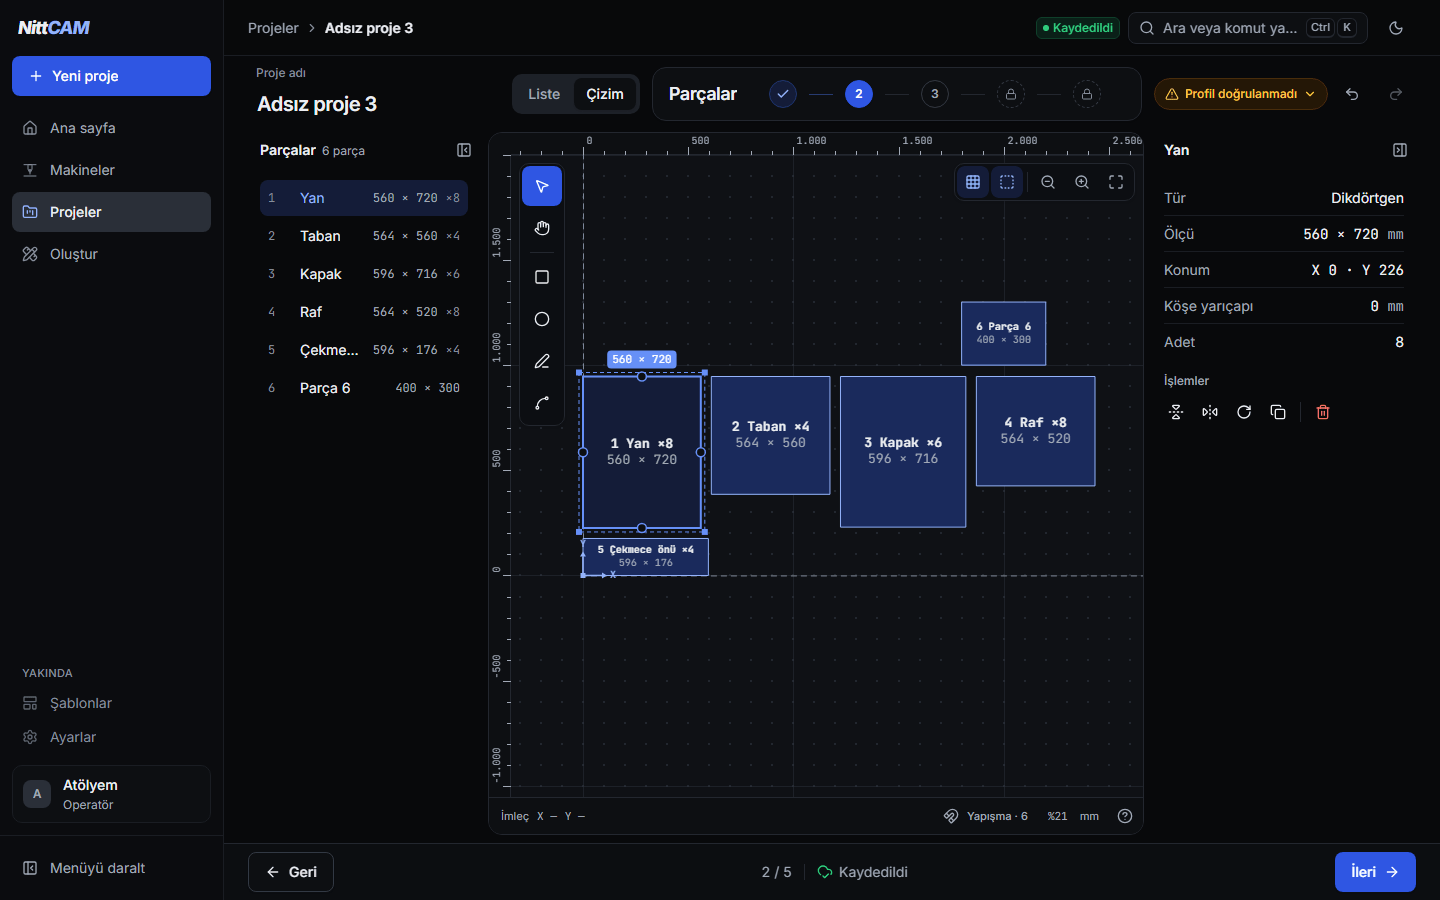 NittCAM
Projeler > Adsız proje 3
Kaydedildi
Ara veya komut ya... Ctrl K
Yeni proje
Ana sayfa
Makineler
Projeler
Oluştur
YAKINDA
Şablonlar
Ayarlar
A
Atölyem
Operatör
Menüyü daralt
Proje adı
Adsız proje 3
Liste Çizim
Parçalar 2 3
Profil doğrulanmadı
Parçalar 6 parça
1 Yan 560 × 720 ×8
2 Taban 564 × 560 ×4
3 Kapak 596 × 716 ×6
4 Raf 564 × 520 ×8
5 Çekme... 596 × 176 ×4
6 Parça 6 400 × 300
0 500 1.000 1.500 2.000 2.500
1.500
1.000
500
0
-500
-1.000
6 Parça 6
400 × 300
560 × 720
1 Yan ×8
560 × 720
2 Taban ×4
564 × 560
3 Kapak ×6
596 × 716
4 Raf ×8
564 × 520
5 Çekmece önü ×4
596 × 176
Y
X
İmleç X — Y —
Yapışma · 6 %21 mm
Yan
Tür Dikdörtgen
Ölçü 560 × 720 mm
Konum X 0 · Y 226
Köşe yarıçapı 0 mm
Adet 8
İşlemler
Geri
2 / 5 Kaydedildi
İleri